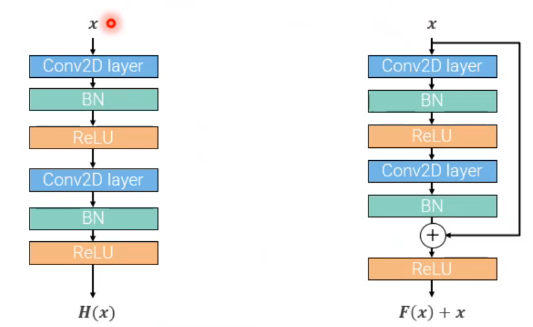 x
Conv2D layer
BN
ReLU
Conv2D layer
BN
ReLU
H(x)
x
Conv2D layer
BN
ReLU
Conv2D layer
BN
+
ReLU
F(x) + x